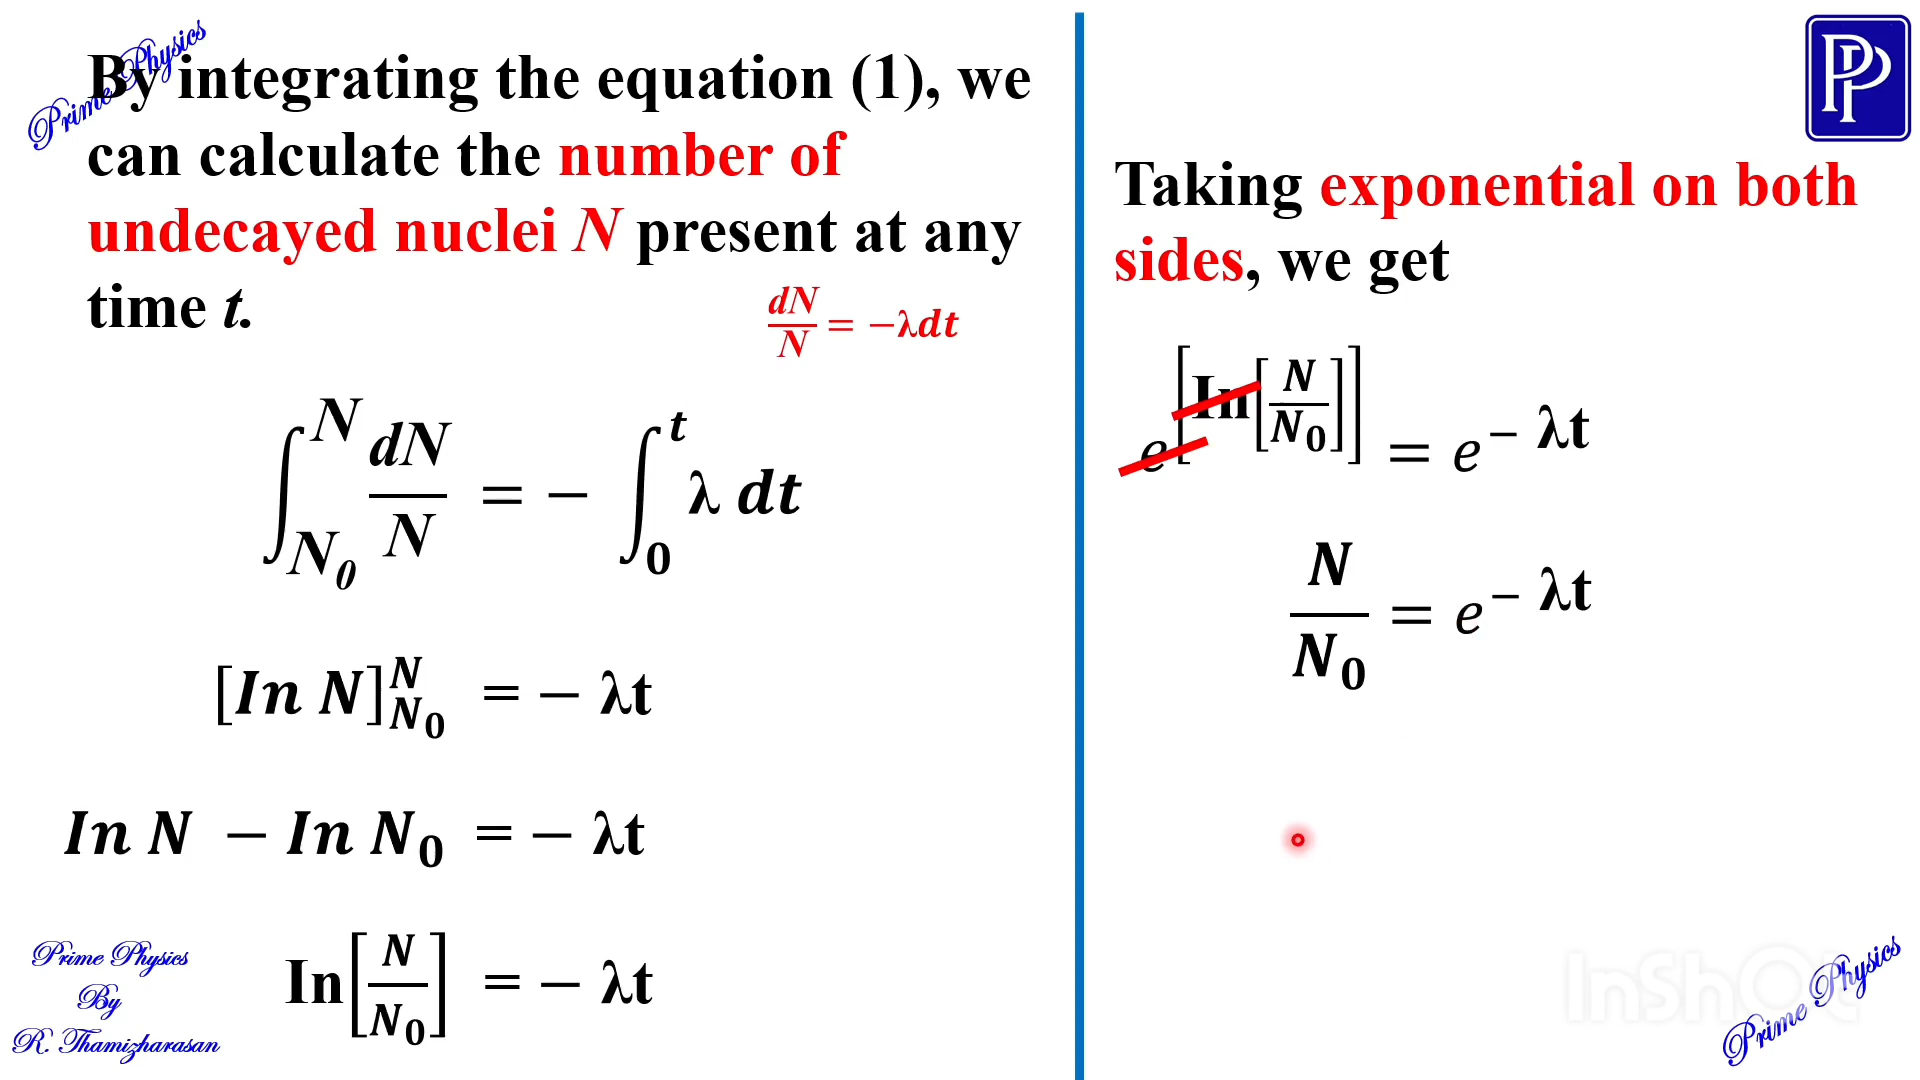 Prime Physics
By integrating the equation (1), we
can calculate the number of
undecayed nuclei N present at any
time t.
dN/N = −λdt
∫_{N_0}^{N} dN/N = − ∫_0^t λ dt
[In N]_{N_0}^{N} = − λt
In N − In N_0 = − λt
In[N/N_0] = − λt
Prime Physics
By
R. Thamizharasan
PP
Taking exponential on both
sides, we get
e^{[In[N/N_0]]} = e^{− λt}
N/N_0 = e^{− λt}
InShOt
Prime Physics